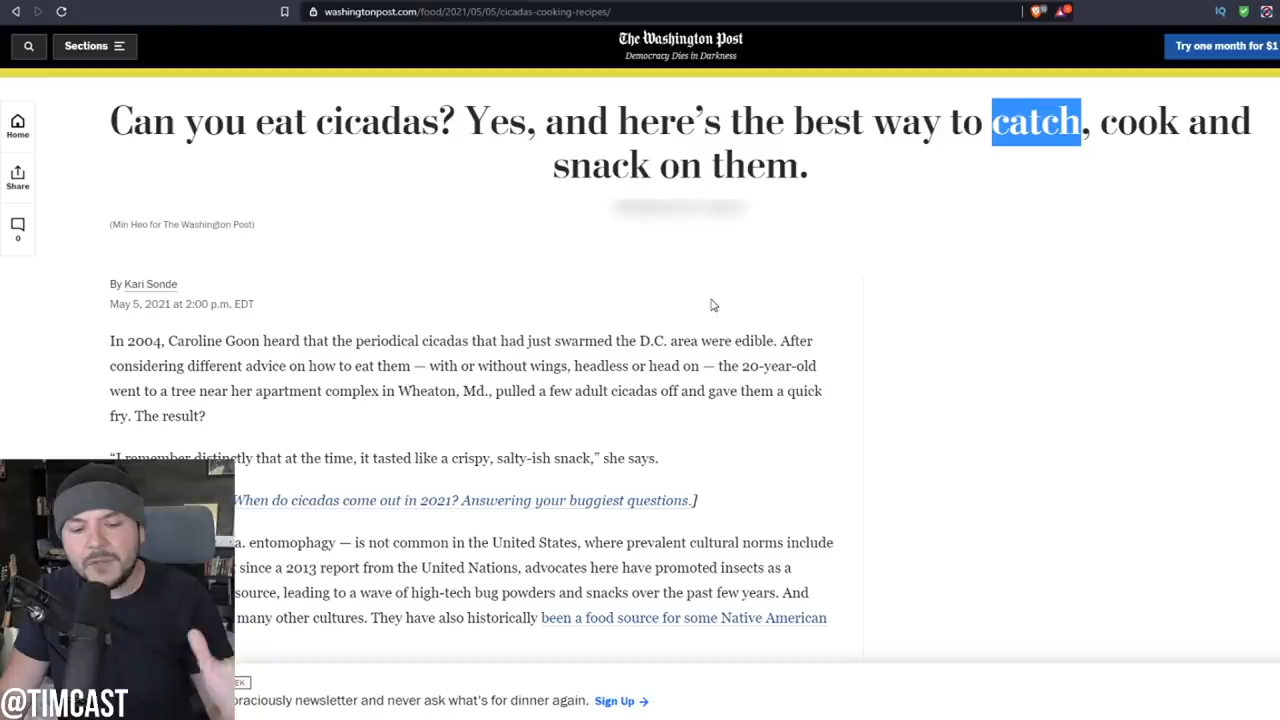 washingtonpost.com/food/2021/05/05/cicadas-cooking-recipes/
IQ
Sections
The Washington Post
Democracy Dies in Darkness
Try one month for $1
Home
Share
0
Can you eat cicadas? Yes, and here's the best way to catch, cook and
snack on them.
(Min Heo for The Washington Post)
By Kari Sonde
May 5, 2021 at 2:00 p.m. EDT
In 2004, Caroline Goon heard that the periodical cicadas that had just swarmed the D.C. area were edible. After
considering different advice on how to eat them — with or without wings, headless or head on — the 20-year-old
went to a tree near her apartment complex in Wheaton, Md., pulled a few adult cicadas off and gave them a quick
fry. The result?
“I remember distinctly that at the time, it tasted like a crispy, salty-ish snack,” she says.
When do cicadas come out in 2021? Answering your buggiest questions.]
a. entomophagy — is not common in the United States, where prevalent cultural norms include
since a 2013 report from the United Nations, advocates here have promoted insects as a
source, leading to a wave of high-tech bug powders and snacks over the past few years. And
many other cultures. They have also historically been a food source for some Native American
EK
oraciously newsletter and never ask what's for dinner again. Sign Up →
@TIMCAST